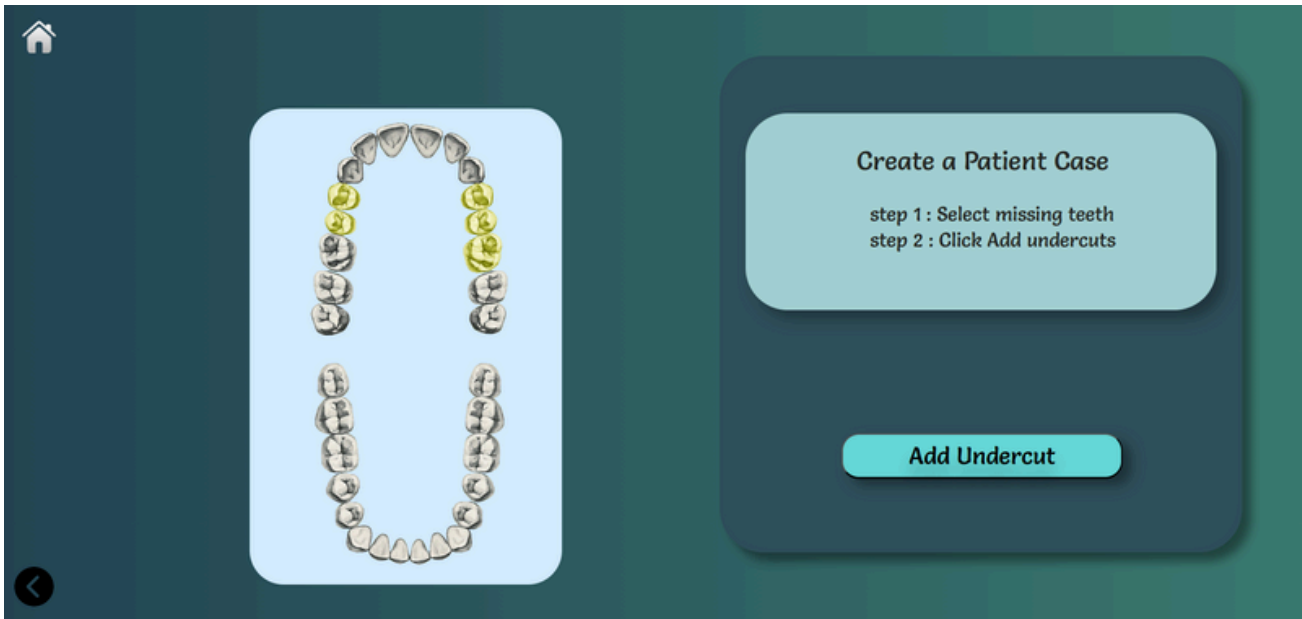 Create a Patient Case
step 1 : Select missing teeth
step 2 : Click Add undercuts
Add Undercut